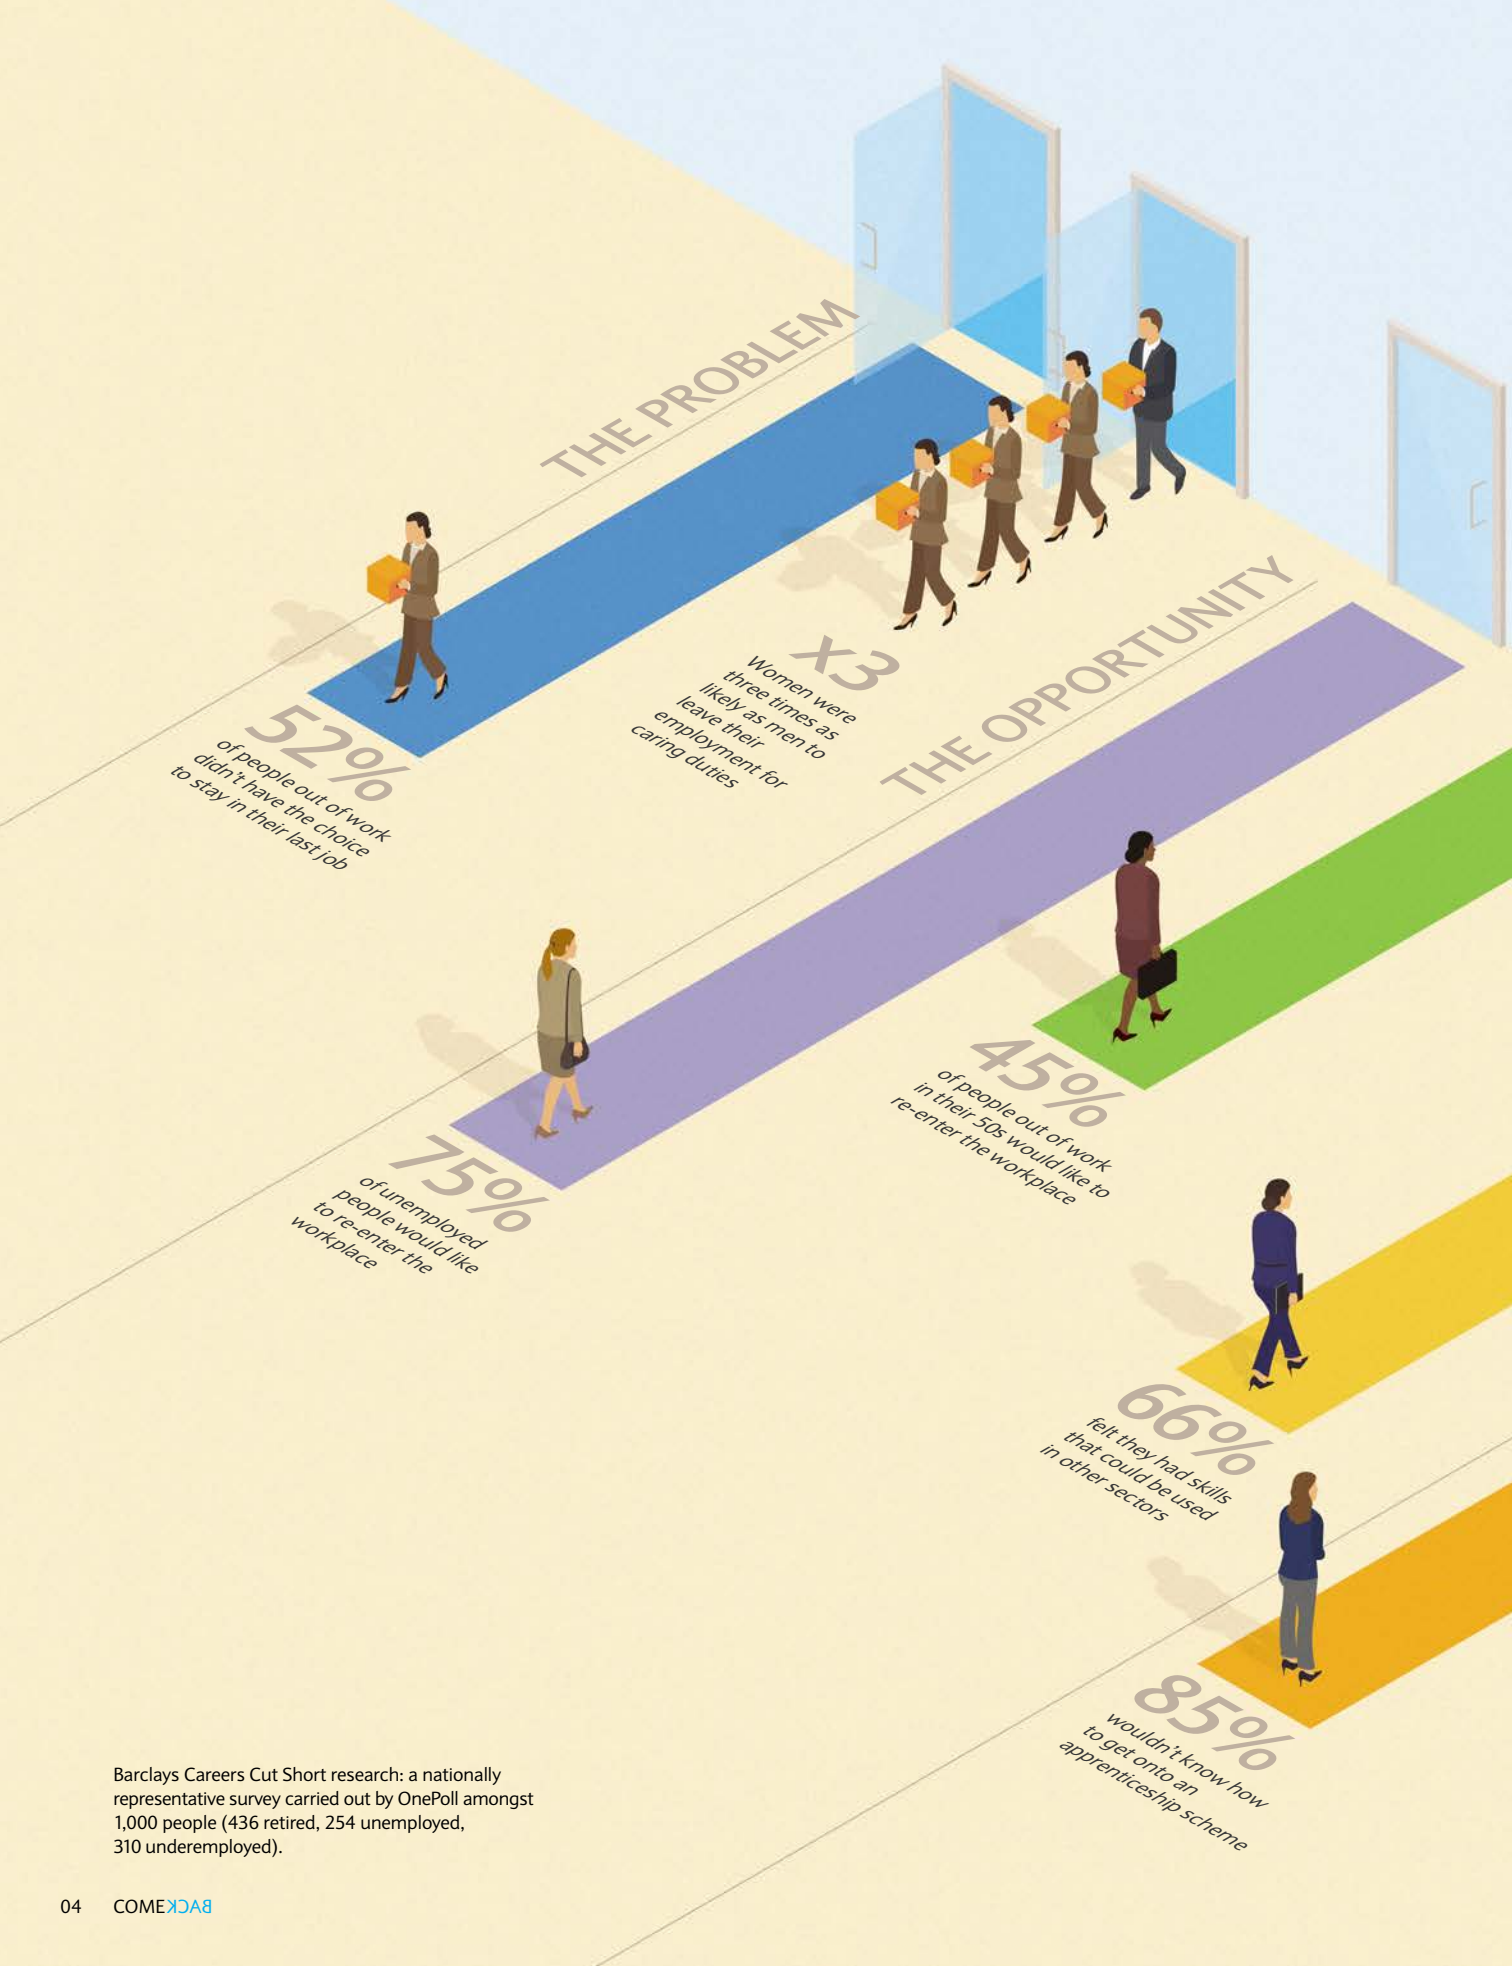 THE PROBLEM
52%
of people out of work
didn't have the choice
to stay in their last job
x3
Women were
three times as
likely as men to
leave their
employment for
caring duties
THE OPPORTUNITY
75%
of unemployed
people would like
to re-enter the
workplace
45%
of people out of work
in their 50s would like to
re-enter the workplace
66%
felt they had skills
that could be used
in other sectors
85%
wouldn't know how
to get onto an
apprenticeship scheme
Barclays Careers Cut Short research: a nationally
representative survey carried out by OnePoll amongst
1,000 people (436 retired, 254 unemployed,
310 underemployed).
04 COMEBACK